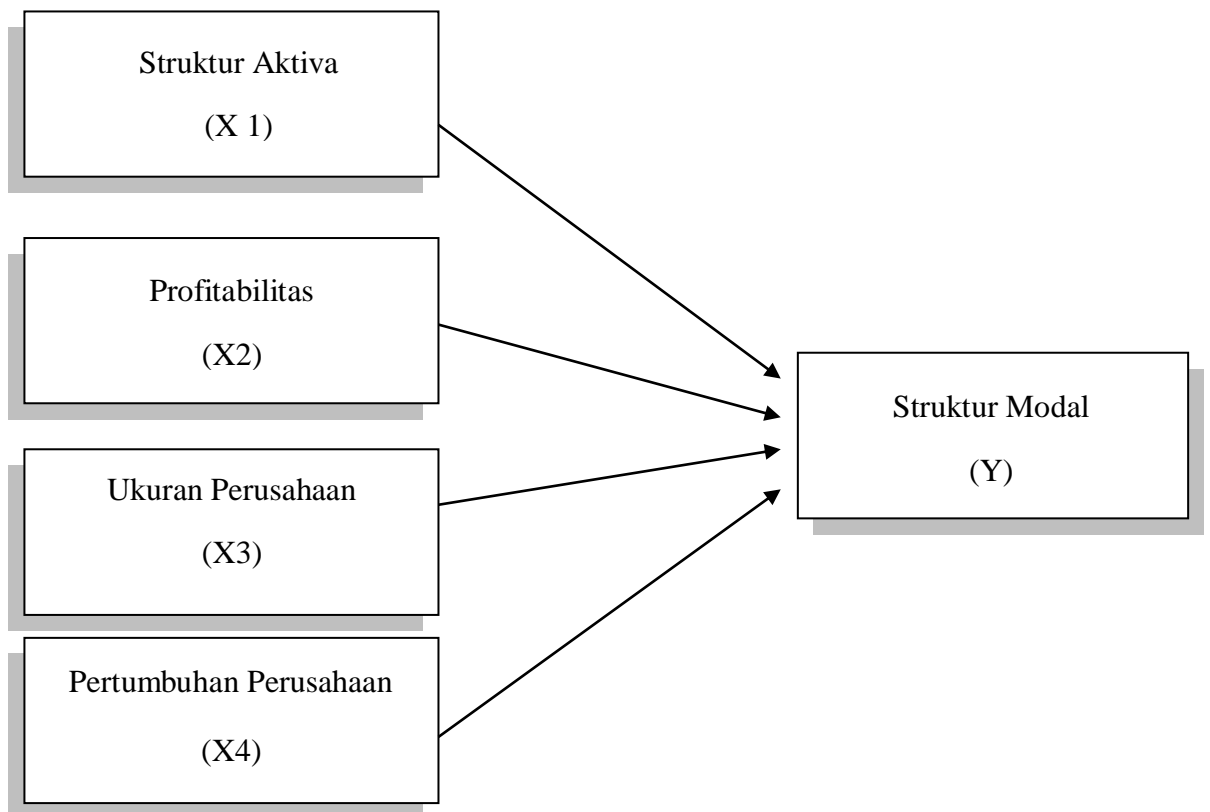 Struktur Aktiva
(X 1)
Profitabilitas
(X2)
Ukuran Perusahaan
(X3)
Pertumbuhan Perusahaan
(X4)
Struktur Modal
(Y)